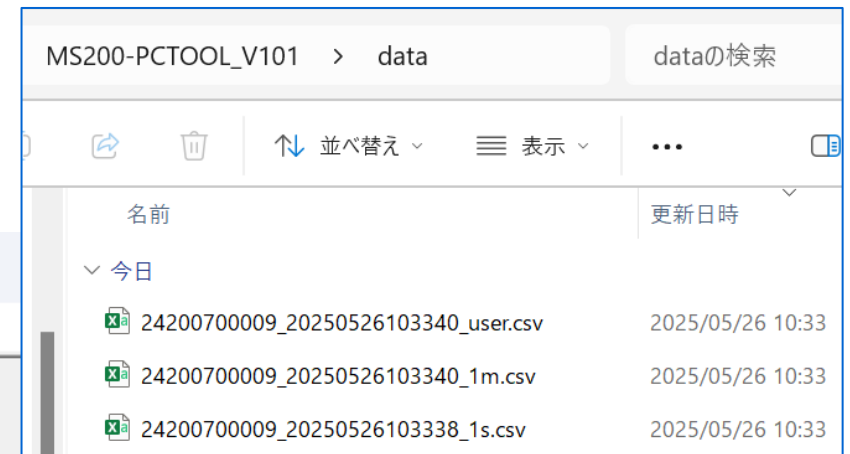 MS200-PCTOOL_V101 > data dataの検索
並べ替え 表示 •••
名前 更新日時
今日
24200700009_20250526103340_user.csv 2025/05/26 10:33
24200700009_20250526103340_1m.csv 2025/05/26 10:33
24200700009_20250526103338_1s.csv 2025/05/26 10:33